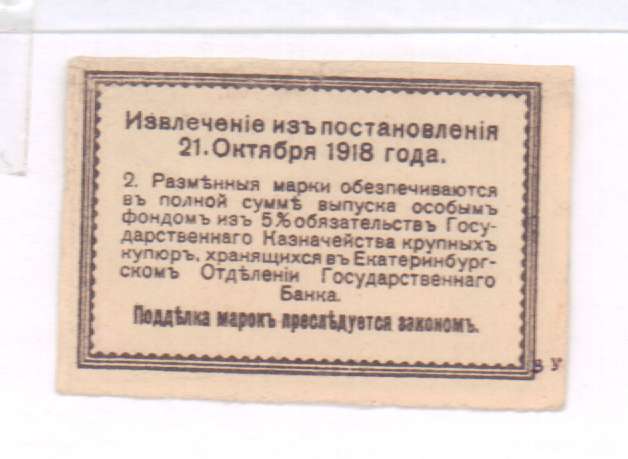 Извлеченіе изъ постановленія
21. Октября 1918 года.
2. Размѣнныя марки обезпечиваются
въ полной суммѣ выпуска особымъ
фондомъ изъ 5% обязательствъ Госу-
дарственнаго Казначейства крупныхъ
купюръ, хранящихся въ Екатеринбург-
скомъ Отдѣленіи Государственнаго
Банка.
Поддѣлка марокъ преслѣдуется закономъ.
В У